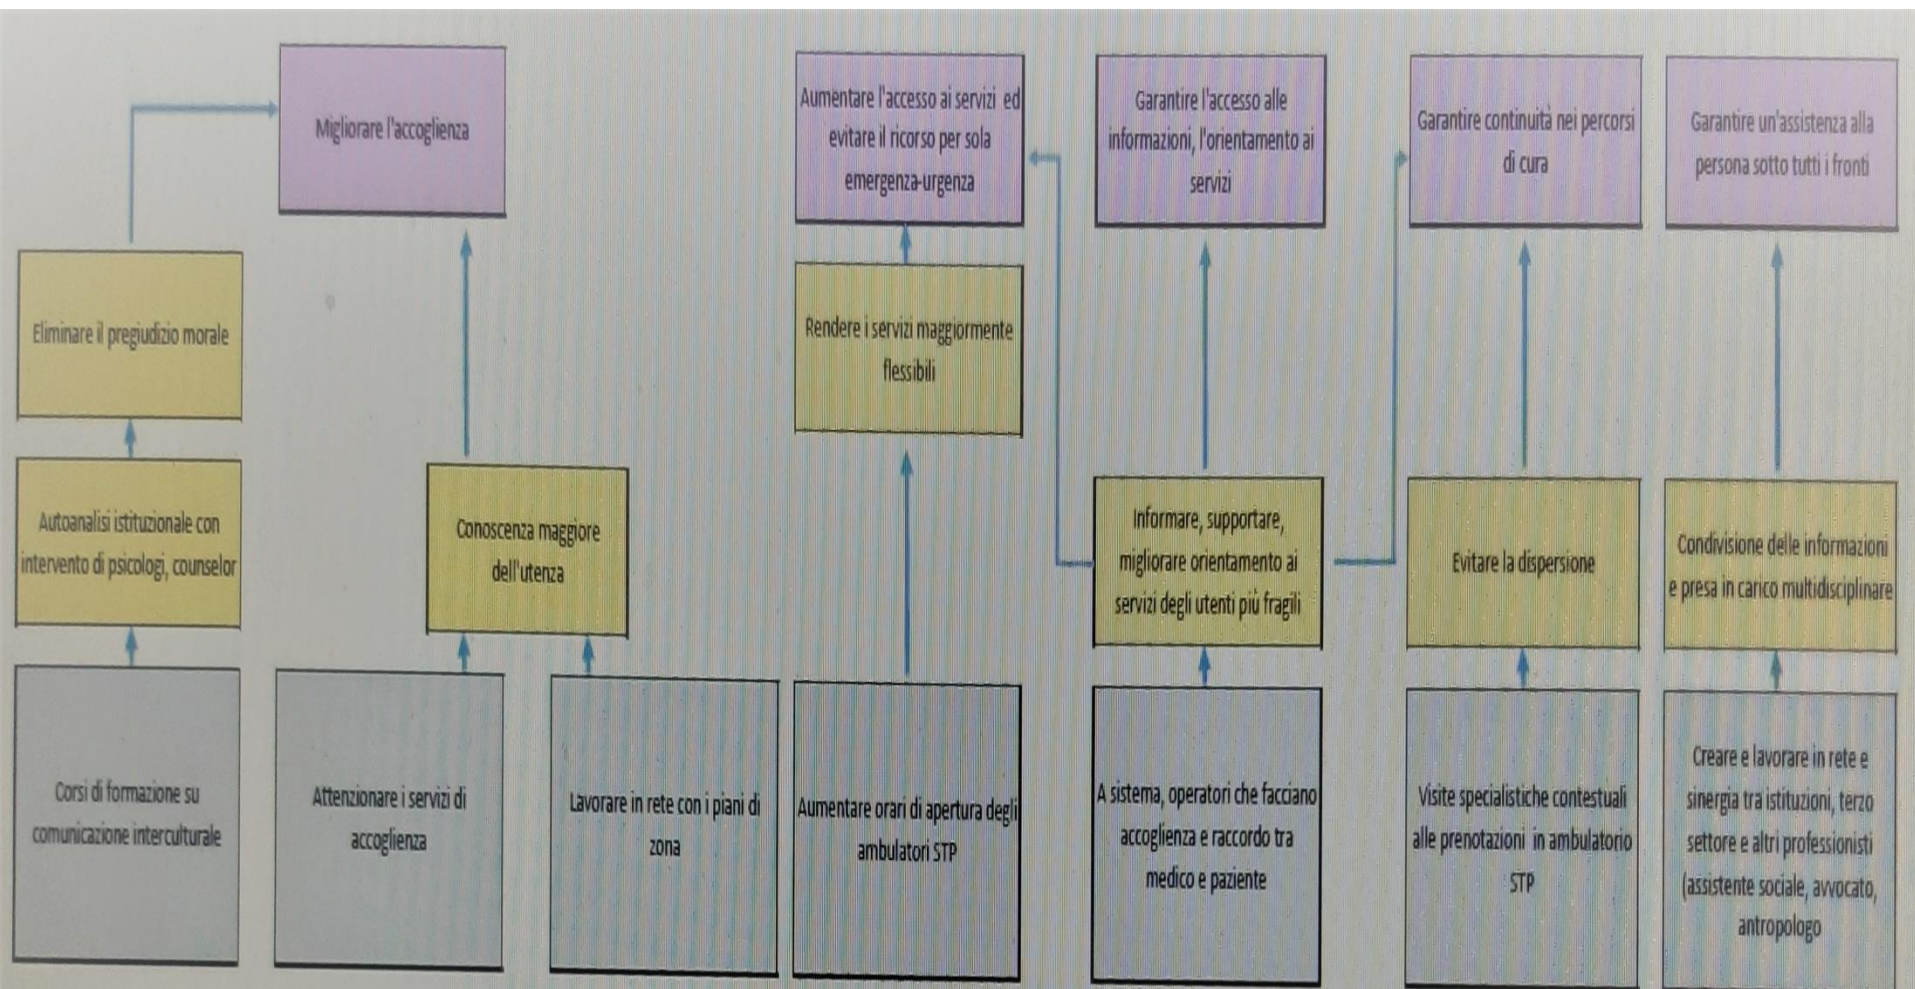 Migliorare l'accoglienza
Aumentare l'accesso ai servizi ed
evitare il ricorso per sola
emergenza-urgenza
Garantire l'accesso alle
informazioni, l'orientamento ai
servizi
Garantire continuità nei percorsi
di cura
Garantire un'assistenza alla
persona sotto tutti i fronti
Eliminare il pregiudizio morale
Rendere i servizi maggiormente
flessibili
Autoanalisi istituzionale con
intervento di psicologi, counselor
Conoscenza maggiore
dell'utenza
Informare, supportare,
migliorare orientamento ai
servizi degli utenti più fragili
Evitare la dispersione
Condivisione delle informazioni
e presa in carico multidisciplinare
Corsi di formazione su
comunicazione interculturale
Attenzionare i servizi di
accoglienza
Lavorare in rete con i piani di
zona
Aumentare orari di apertura degli
ambulatori STP
A sistema, operatori che facciano
accoglienza e raccordo tra
medico e paziente
Visite specialistiche contestuali
alle prenotazioni in ambulatorio
STP
Creare e lavorare in rete e
sinergia tra istituzioni, terzo
settore e altri professionisti
(assistente sociale, avvocato,
antropologo